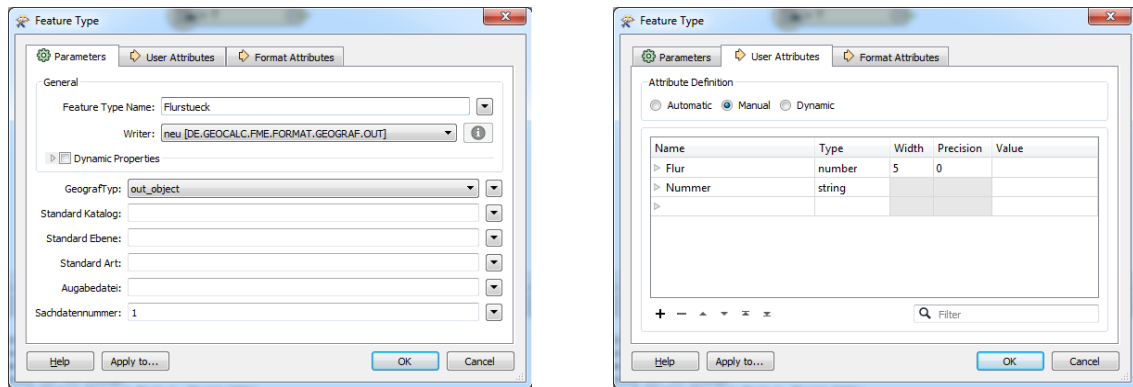 Feature Type
Parameters User Attributes Format Attributes
General
Feature Type Name: Flurstueck
Writer: neu [DE.GEOCALC.FME.FORMAT.GEOGRAF.OUT]
Dynamic Properties
GeografTyp: out_object
Standard Katalog:
Standard Ebene:
Standard Art:
Augabedatei:
Sachdatennummer: 1
Help Apply to... OK Cancel
Feature Type
Parameters User Attributes Format Attributes
Attribute Definition
Automatic Manual Dynamic
Name Type Width Precision Value
Flur number 5 0
Nummer string
Filter
Help Apply to... OK Cancel